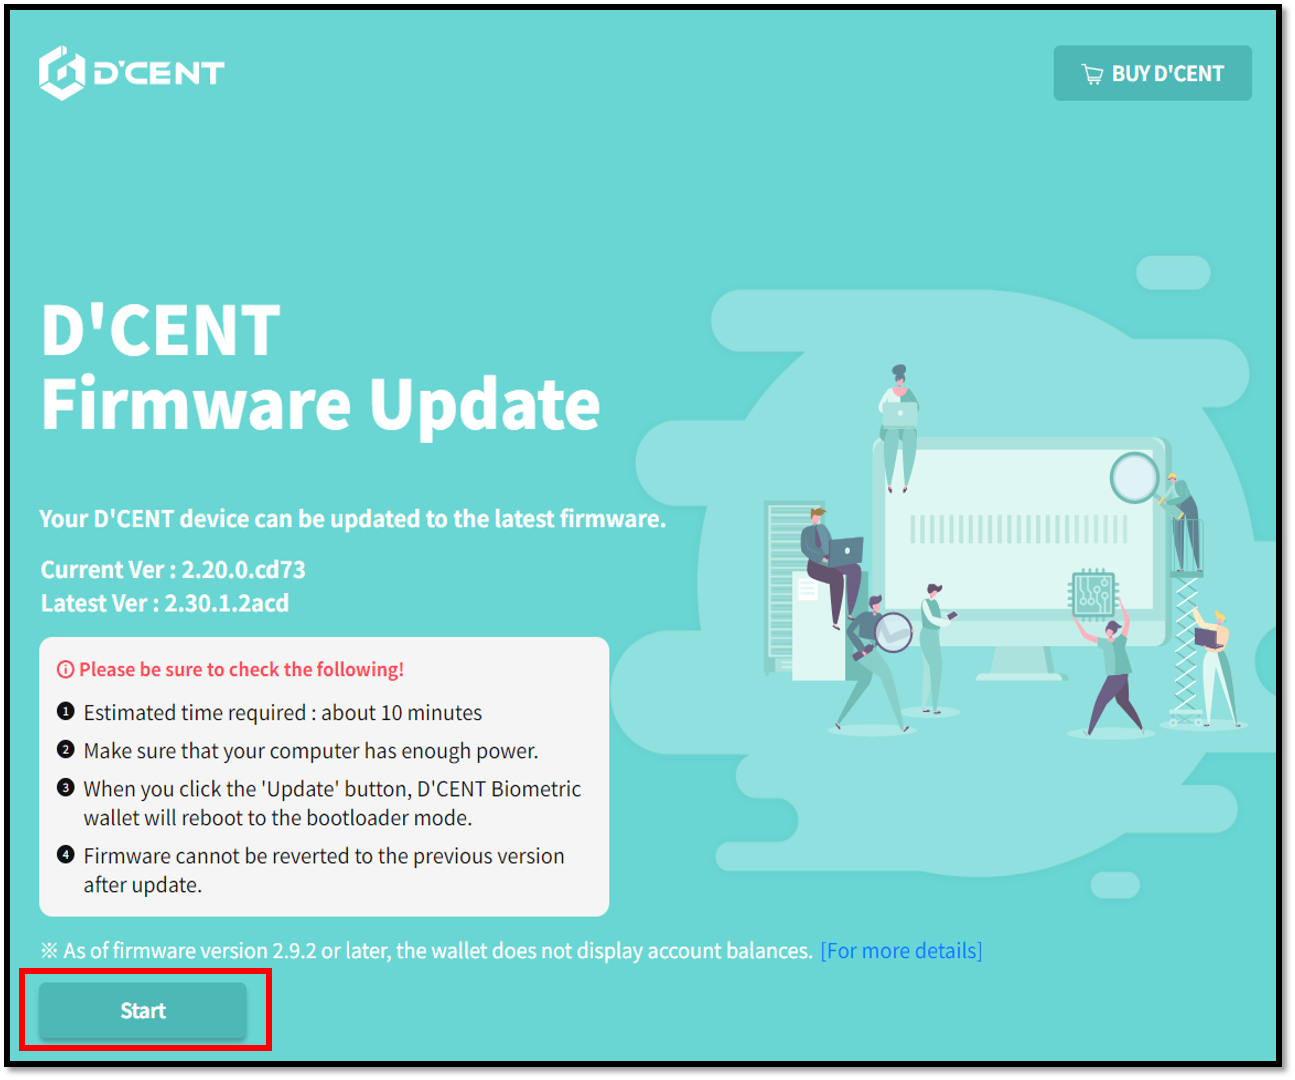 D'CENT
BUY D'CENT
D'CENT
Firmware Update
Your D'CENT device can be updated to the latest firmware.
Current Ver : 2.20.0.cd73
Latest Ver : 2.30.1.2acd
Please be sure to check the following!
1 Estimated time required : about 10 minutes
2 Make sure that your computer has enough power.
3 When you click the 'Update' button, D'CENT Biometric
wallet will reboot to the bootloader mode.
4 Firmware cannot be reverted to the previous version
after update.
※ As of firmware version 2.9.2 or later, the wallet does not display account balances. [For more details]
Start